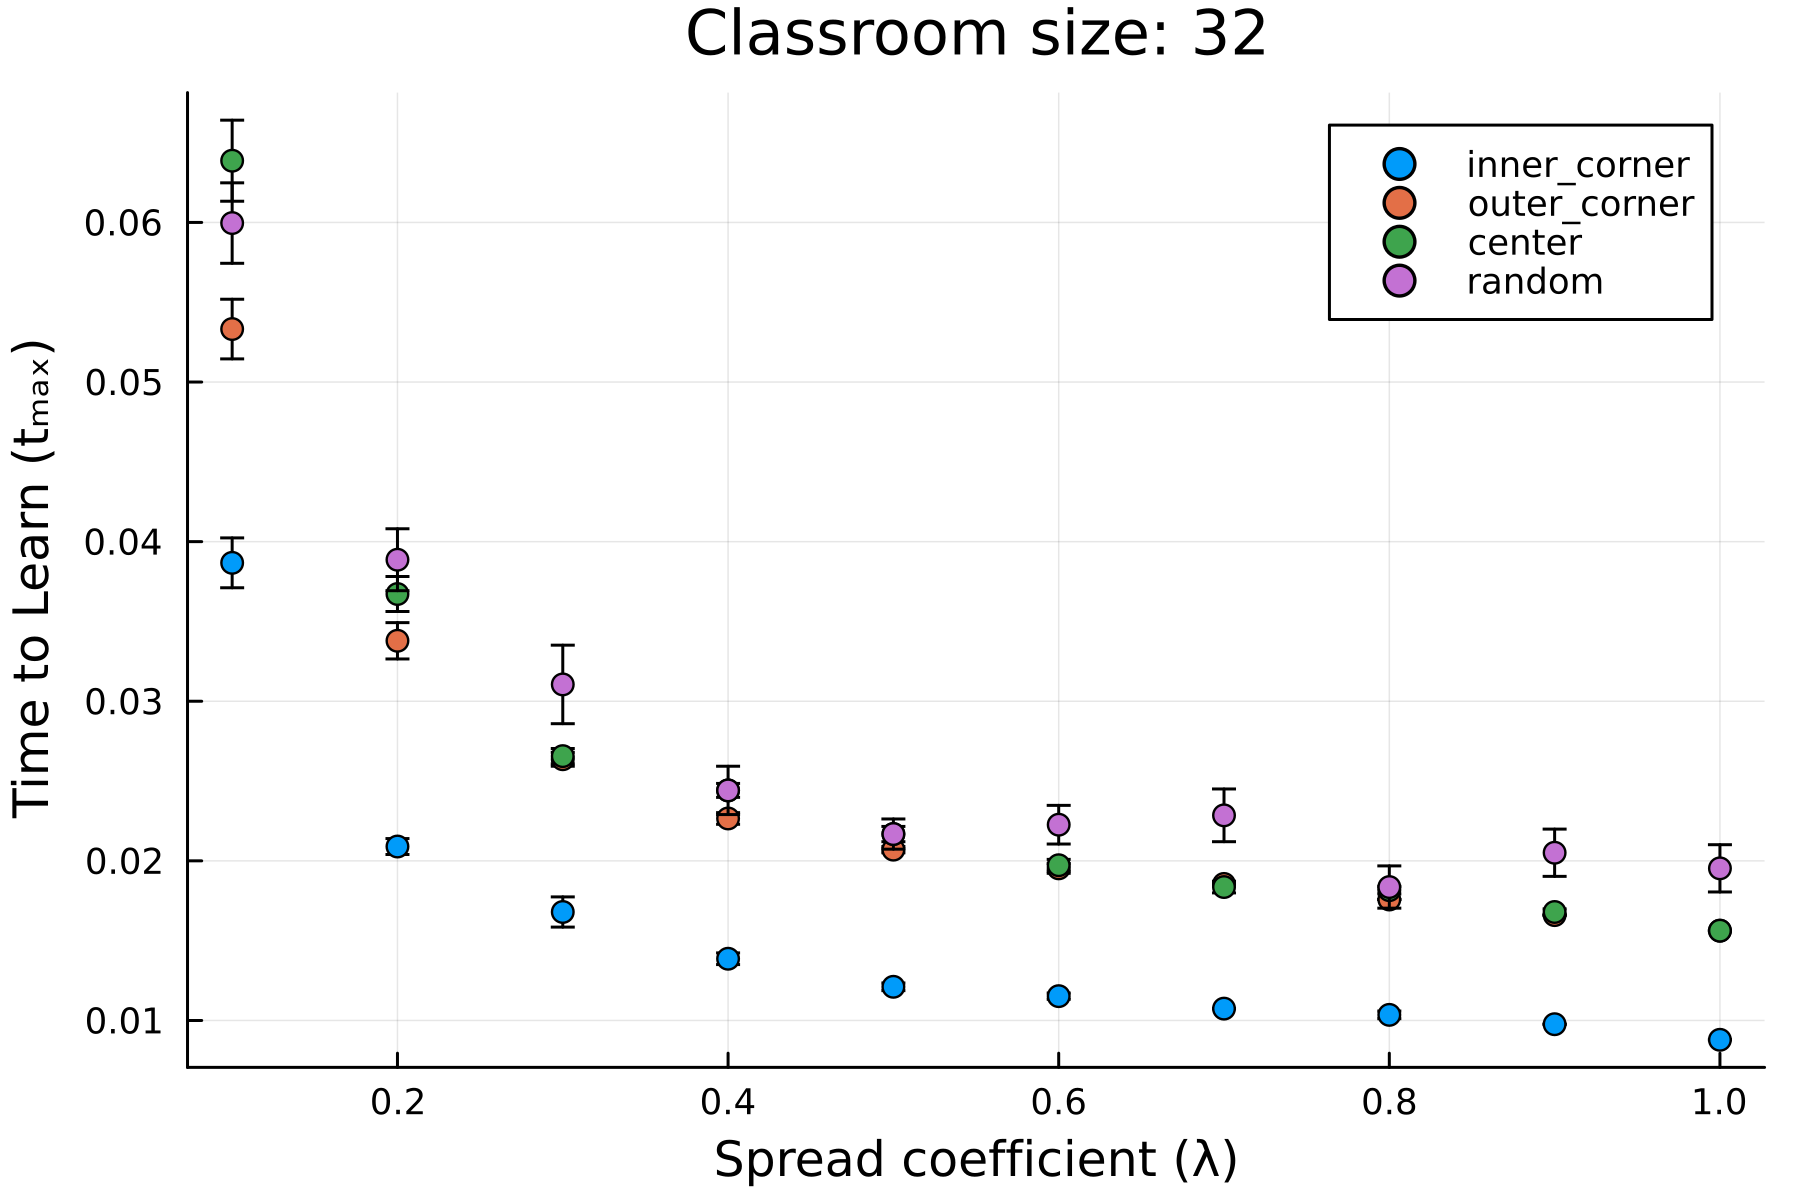 Classroom size: 32
inner_corner
outer_corner
center
random
0.06
0.05
0.04
0.03
0.02
0.01
Time to Learn (tₘₐₓ)
0.2 0.4 0.6 0.8 1.0
Spread coefficient (λ)